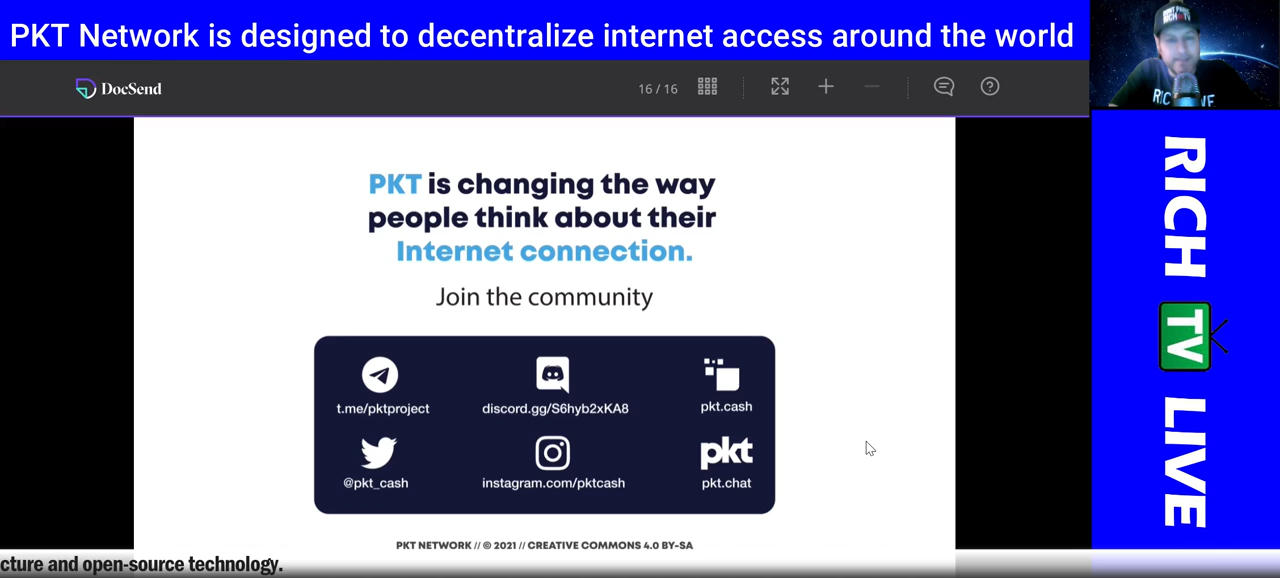 PKT Network is designed to decentralize internet access around the world
DocSend
16 / 16
PKT is changing the way
people think about their
Internet connection.
Join the community
t.me/pktproject
discord.gg/S6hyb2xKA8
pkt.cash
@pkt_cash
instagram.com/pktcash
pkt
pkt.chat
PKT NETWORK // © 2021 // CREATIVE COMMONS 4.0 BY-SA
cture and open-source technology.
RICH TV LIVE